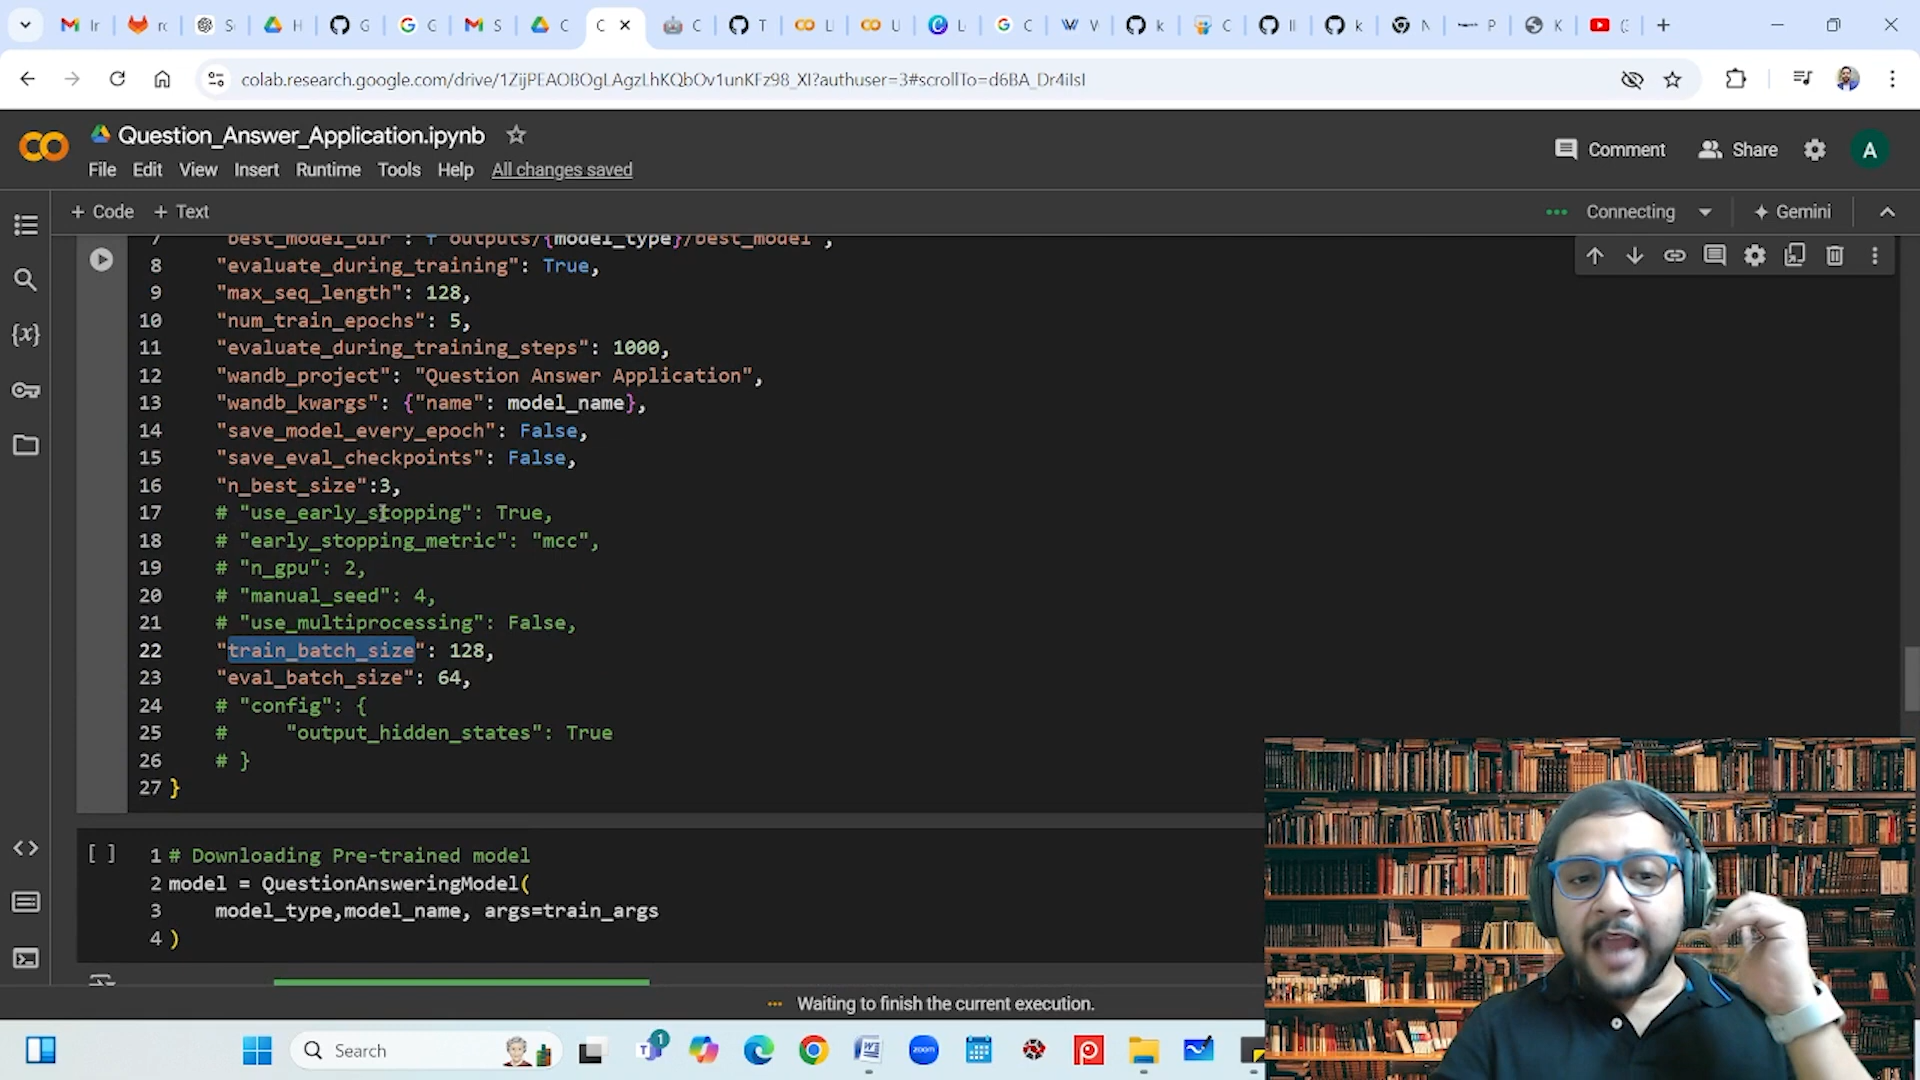 Ir
rc
S
H
G
G
S
C
C
C
T
L
U
L
C
V
k
C
II
k
N
P
K
(:
colab.research.google.com/drive/1ZijPEAOBOgLAgzLhKQbOv1unKFz98_XI?authuser=3#scrollTo=d6BA_Dr4iIsI
Question_Answer_Application.ipynb
Comment
Share
A
File Edit View Insert Runtime Tools Help All changes saved
+ Code + Text
Connecting
Gemini
7 "best_model_dir": f"outputs/{model_type}/best_model",
8 "evaluate_during_training": True,
9 "max_seq_length": 128,
10 "num_train_epochs": 5,
11 "evaluate_during_training_steps": 1000,
12 "wandb_project": "Question Answer Application",
13 "wandb_kwargs": {"name": model_name},
14 "save_model_every_epoch": False,
15 "save_eval_checkpoints": False,
16 "n_best_size":3,
17 # "use_early_stopping": True,
18 # "early_stopping_metric": "mcc",
19 # "n_gpu": 2,
20 # "manual_seed": 4,
21 # "use_multiprocessing": False,
22 "train_batch_size": 128,
23 "eval_batch_size": 64,
24 # "config": {
25 # "output_hidden_states": True
26 # }
27 }
[ ] 1 # Downloading Pre-trained model
2 model = QuestionAnsweringModel(
3 model_type,model_name, args=train_args
4 )
Waiting to finish the current execution.
Search
1
zoom